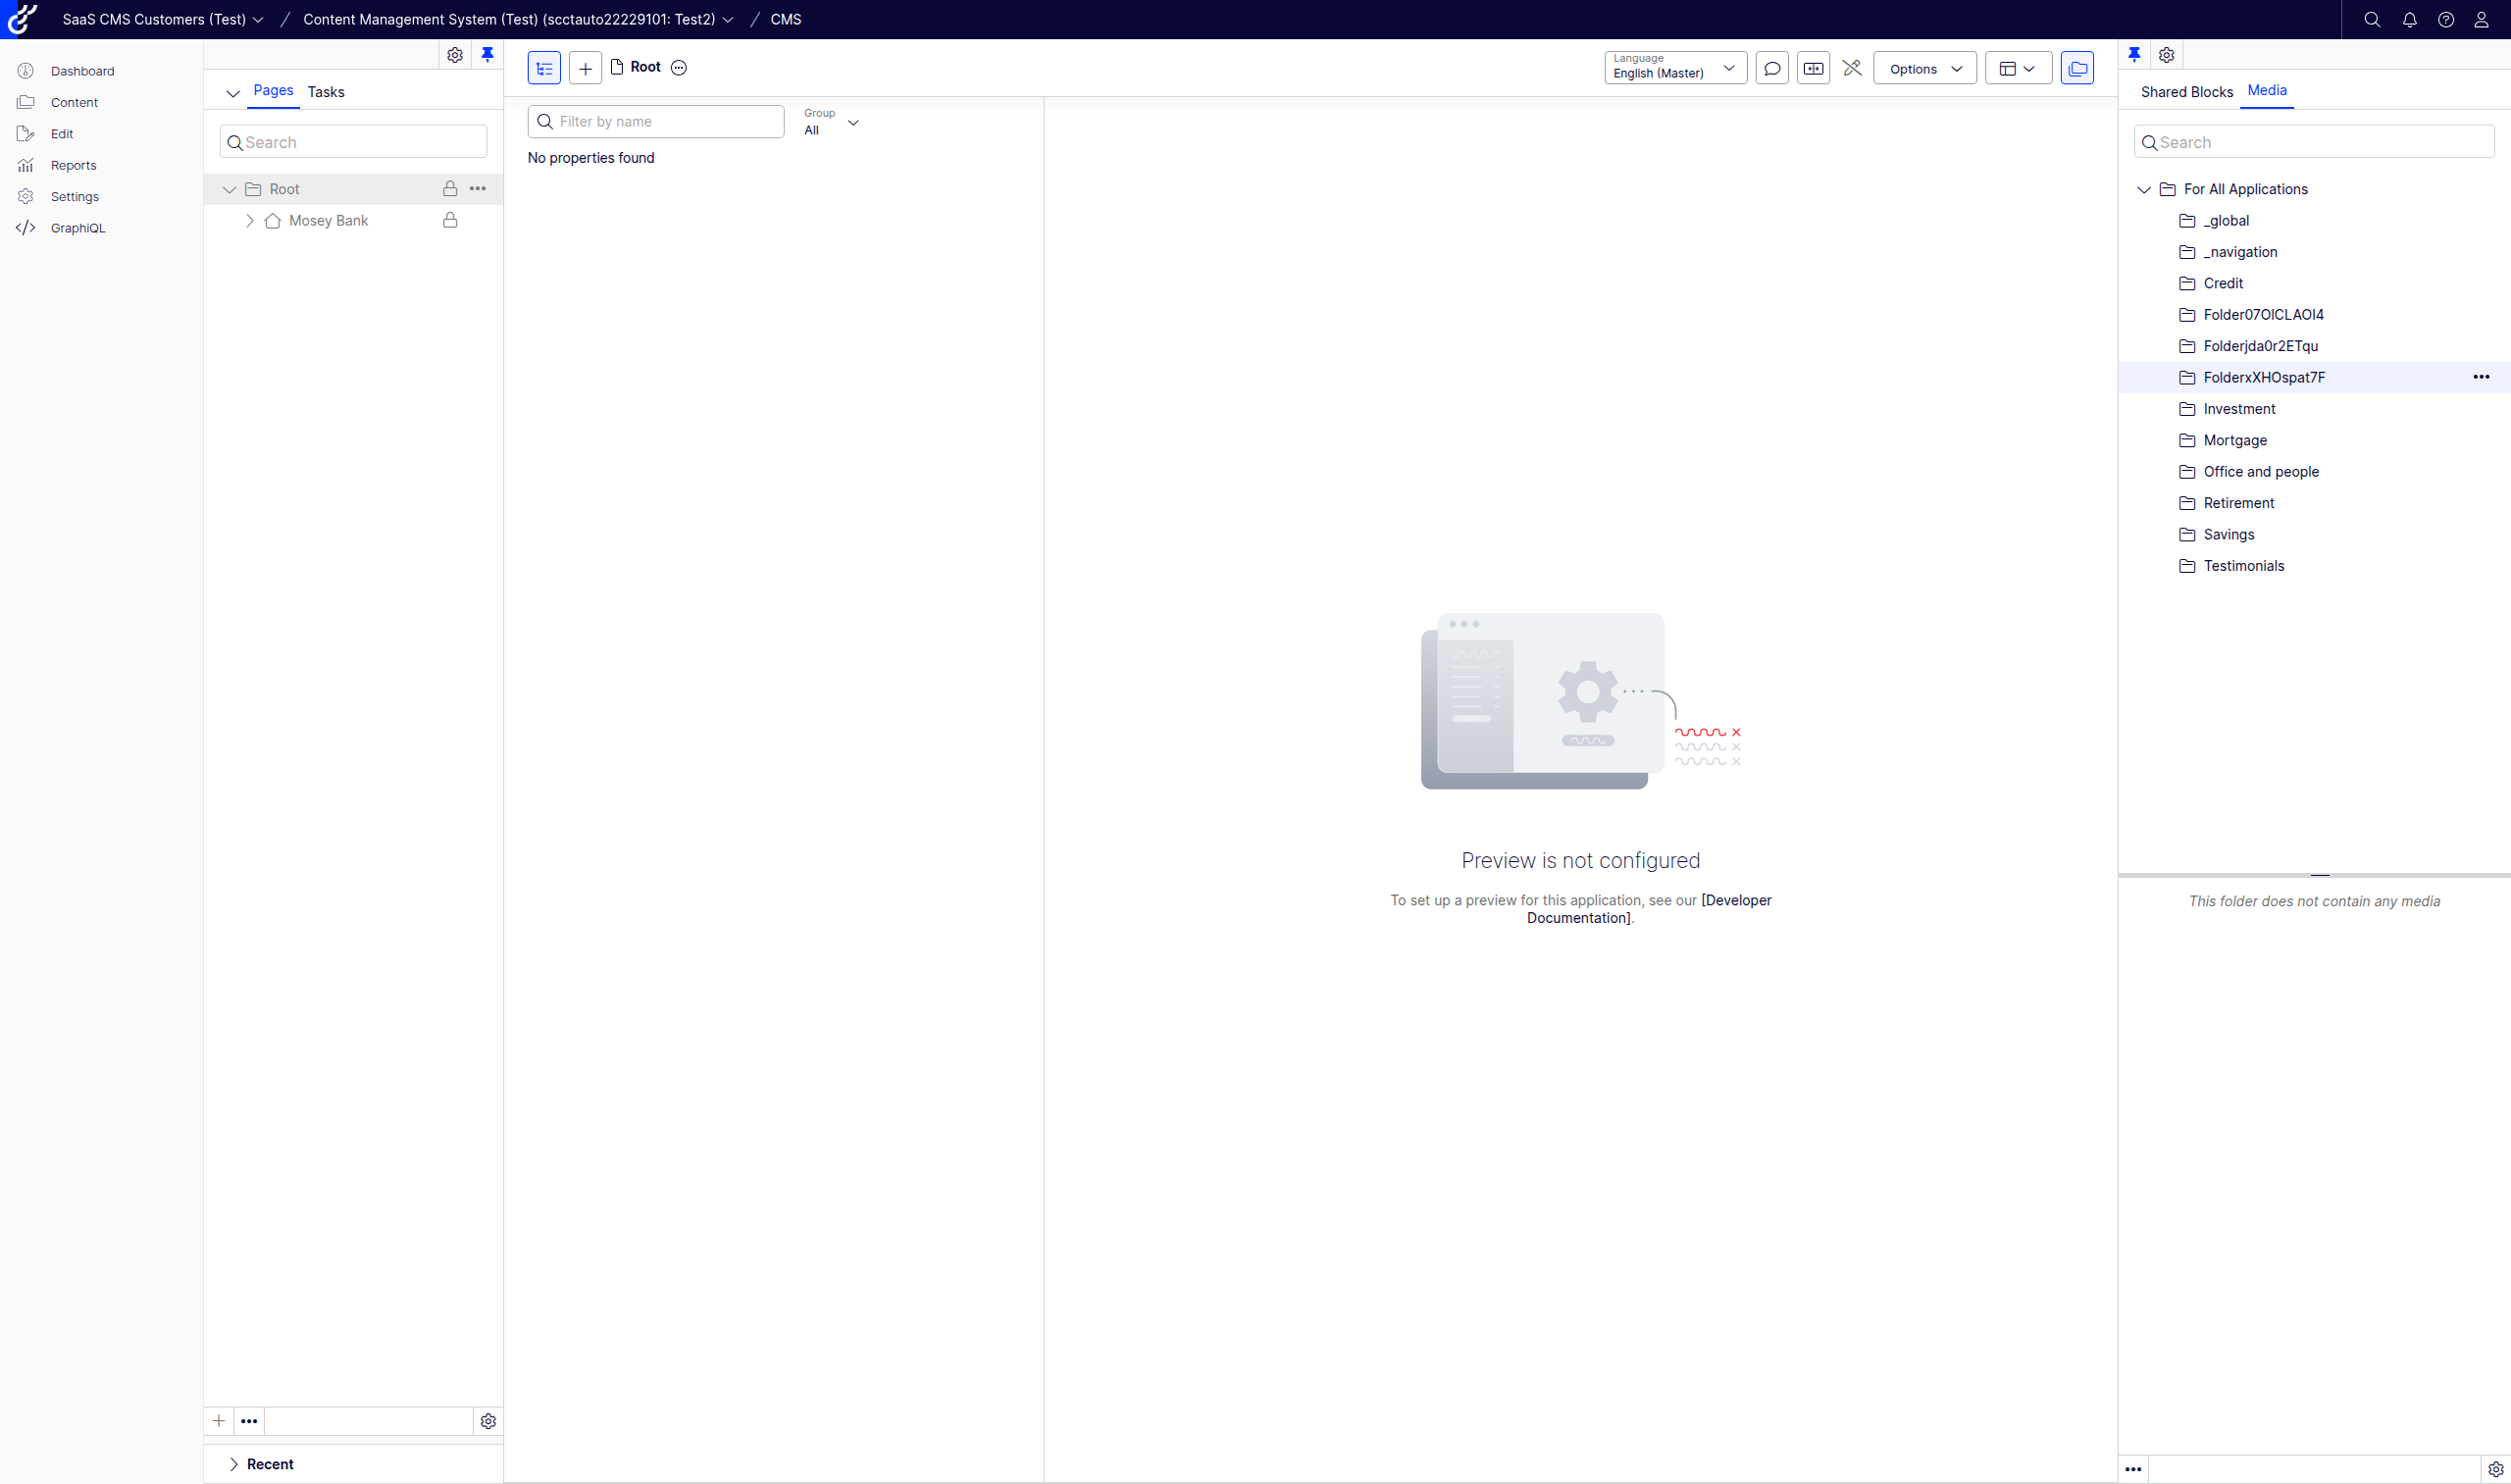 SaaS CMS Customers (Test) / Content Management System (Test) (scctauto22229101: Test2) / CMS
Dashboard
Content
Edit
Reports
Settings
GraphiQL
Pages Tasks
Search
Root
Mosey Bank
Recent
Root
Language
English (Master)
Options
Filter by name
Group
All
No properties found
Preview is not configured
To set up a preview for this application, see our [Developer
Documentation].
Shared Blocks Media
Search
For All Applications
_global
_navigation
Credit
Folder07OICLAOI4
Folderjda0r2ETqu
FolderxXHOspat7F
Investment
Mortgage
Office and people
Retirement
Savings
Testimonials
This folder does not contain any media